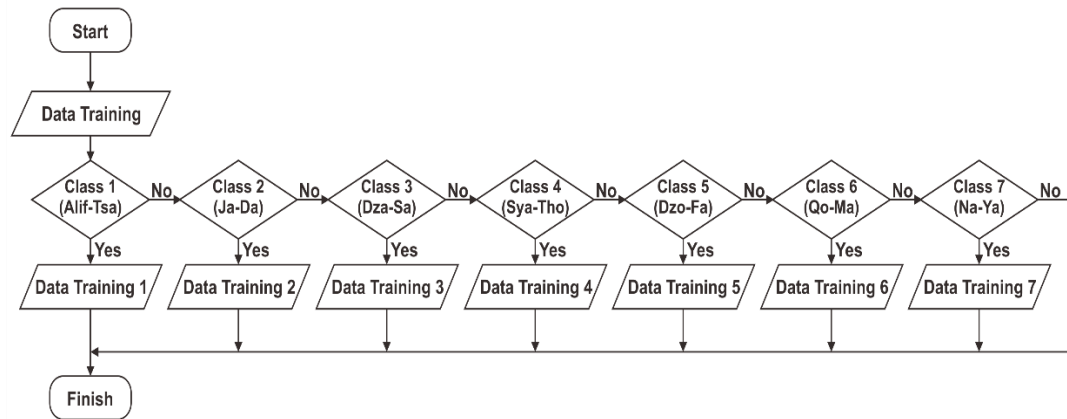 Start
Data Training
Class 1
(Alif-Tsa)
No
Class 2
(Ja-Da)
No
Class 3
(Dza-Sa)
No
Class 4
(Sya-Tho)
No
Class 5
(Dzo-Fa)
No
Class 6
(Qo-Ma)
No
Class 7
(Na-Ya)
No
Yes
Yes
Yes
Yes
Yes
Yes
Yes
Data Training 1
Data Training 2
Data Training 3
Data Training 4
Data Training 5
Data Training 6
Data Training 7
Finish